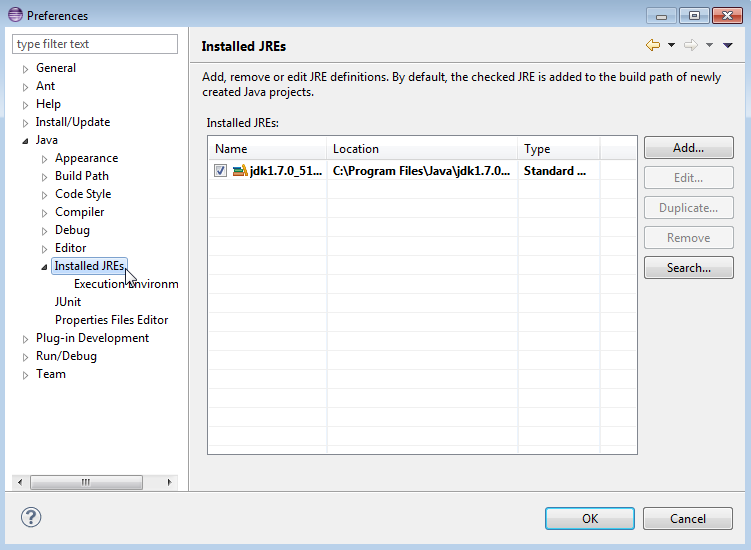 Preferences
type filter text
General
Ant
Help
Install/Update
Java
Appearance
Build Path
Code Style
Compiler
Debug
Editor
Installed JREs
Execution Environm
JUnit
Properties Files Editor
Plug-in Development
Run/Debug
Team
Installed JREs
Add, remove or edit JRE definitions. By default, the checked JRE is added to the build path of newly
created Java projects.
Installed JREs:
Name Location Type
jdk1.7.0_51... C:\Program Files\Java\jdk1.7.0... Standard ...
Add...
Edit...
Duplicate...
Remove
Search...
OK Cancel